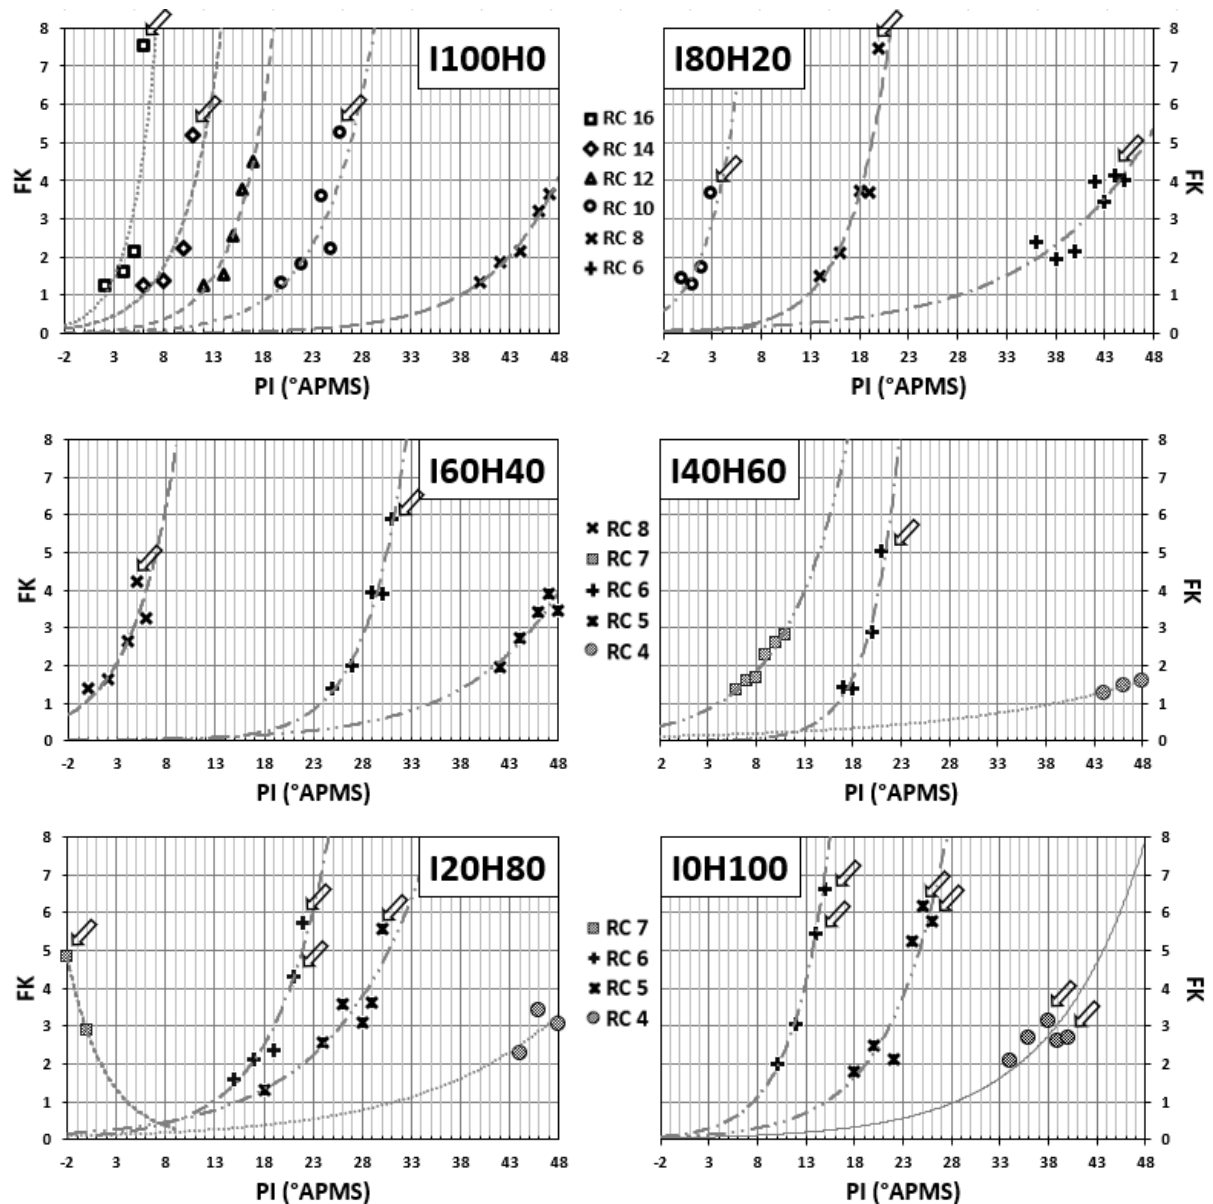 I100H0
8
7
6
5
4
3
2
1
0
FK
-2 3 8 13 18 23 28 33 38 43 48
PI (°APMS)
RC 16
RC 14
RC 12
RC 10
RC 8
RC 6
I80H20
8
7
6
5
4
3
2
1
0
FK
-2 3 8 13 18 23 28 33 38 43 48
PI (°APMS)
I60H40
8
7
6
5
4
3
2
1
0
FK
-2 3 8 13 18 23 28 33 38 43 48
PI (°APMS)
RC 8
RC 7
RC 6
RC 5
RC 4
I40H60
8
7
6
5
4
3
2
1
0
FK
2 3 8 13 18 23 28 33 38 43 48
PI (°APMS)
I20H80
8
7
6
5
4
3
2
1
0
FK
-2 3 8 13 18 23 28 33 38 43 48
PI (°APMS)
RC 7
RC 6
RC 5
RC 4
I0H100
8
7
6
5
4
3
2
1
0
FK
-2 3 8 13 18 23 28 33 38 43 48
PI (°APMS)